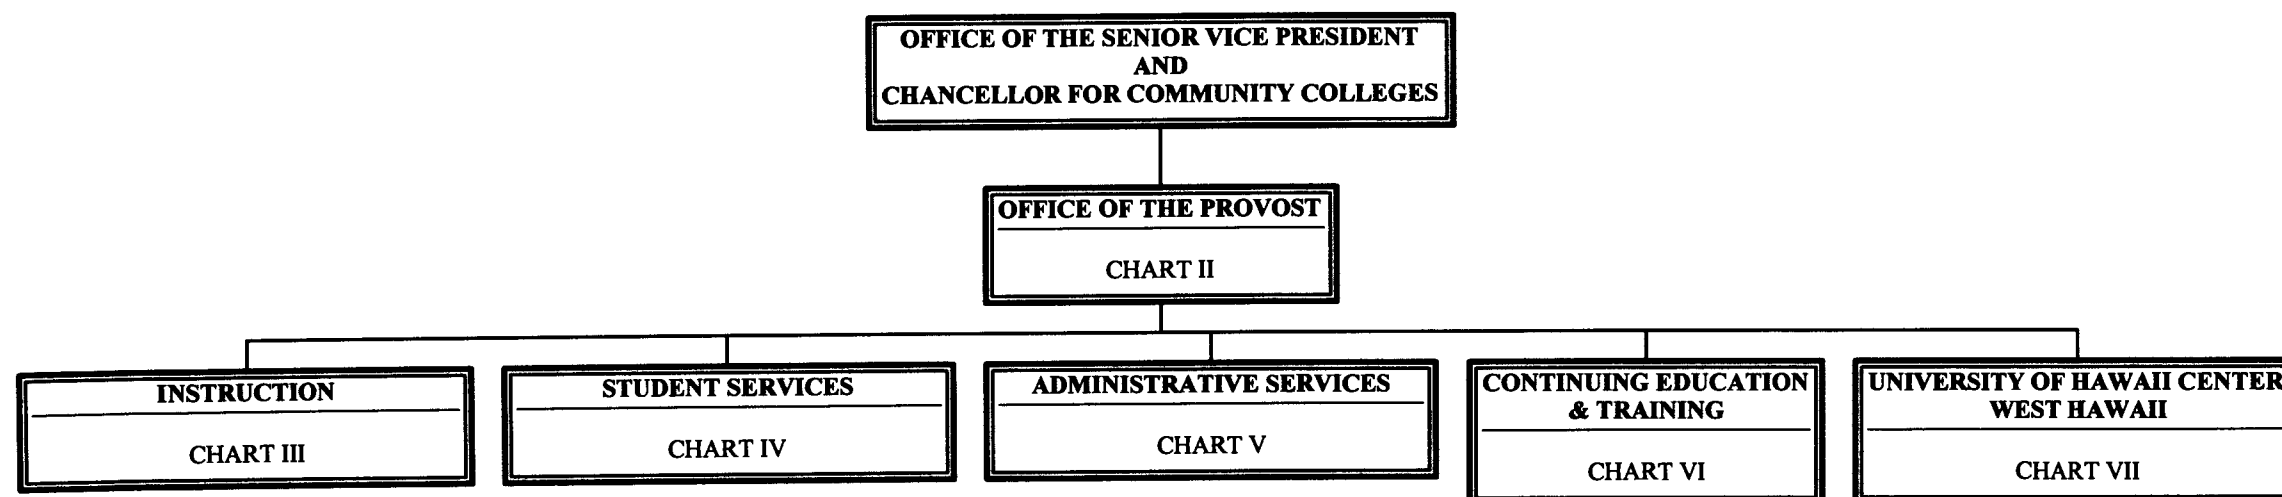 OFFICE OF THE SENIOR VICE PRESIDENT
AND
CHANCELLOR FOR COMMUNITY COLLEGES
OFFICE OF THE PROVOST
CHART II
INSTRUCTION
CHART III
STUDENT SERVICES
CHART IV
ADMINISTRATIVE SERVICES
CHART V
CONTINUING EDUCATION
& TRAINING
CHART VI
UNIVERSITY OF HAWAII CENTER
WEST HAWAII
CHART VII